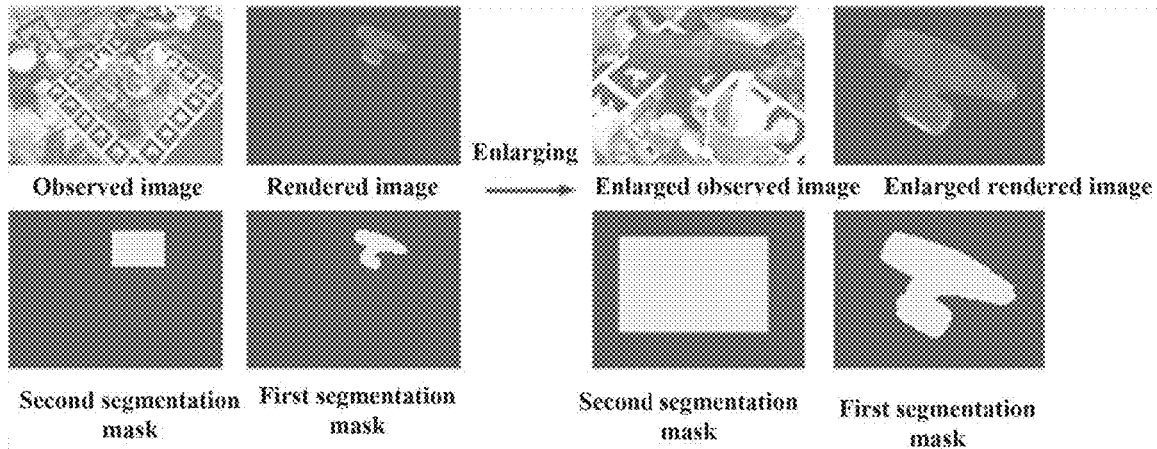 Enlarging
Observed image
Rendered image
Enlarged observed image
Enlarged rendered image
Second segmentation
mask
First segmentation
mask
Second segmentation
mask
First segmentation
mask